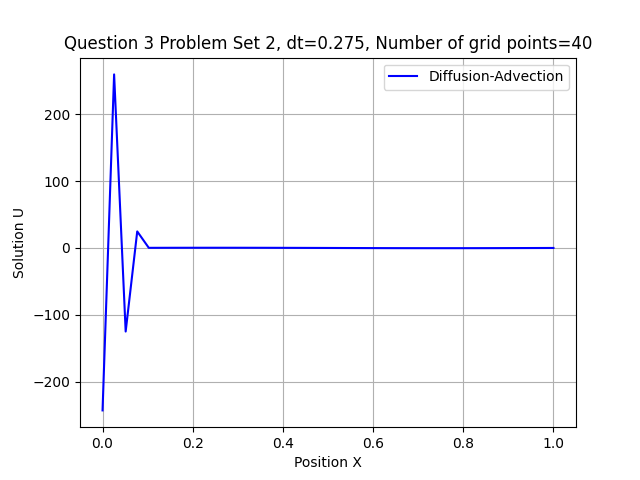 Question 3 Problem Set 2, dt=0.275, Number of grid points=40
Diffusion-Advection
Solution U
200
100
0
−100
−200
0.0 0.2 0.4 0.6 0.8 1.0
Position X